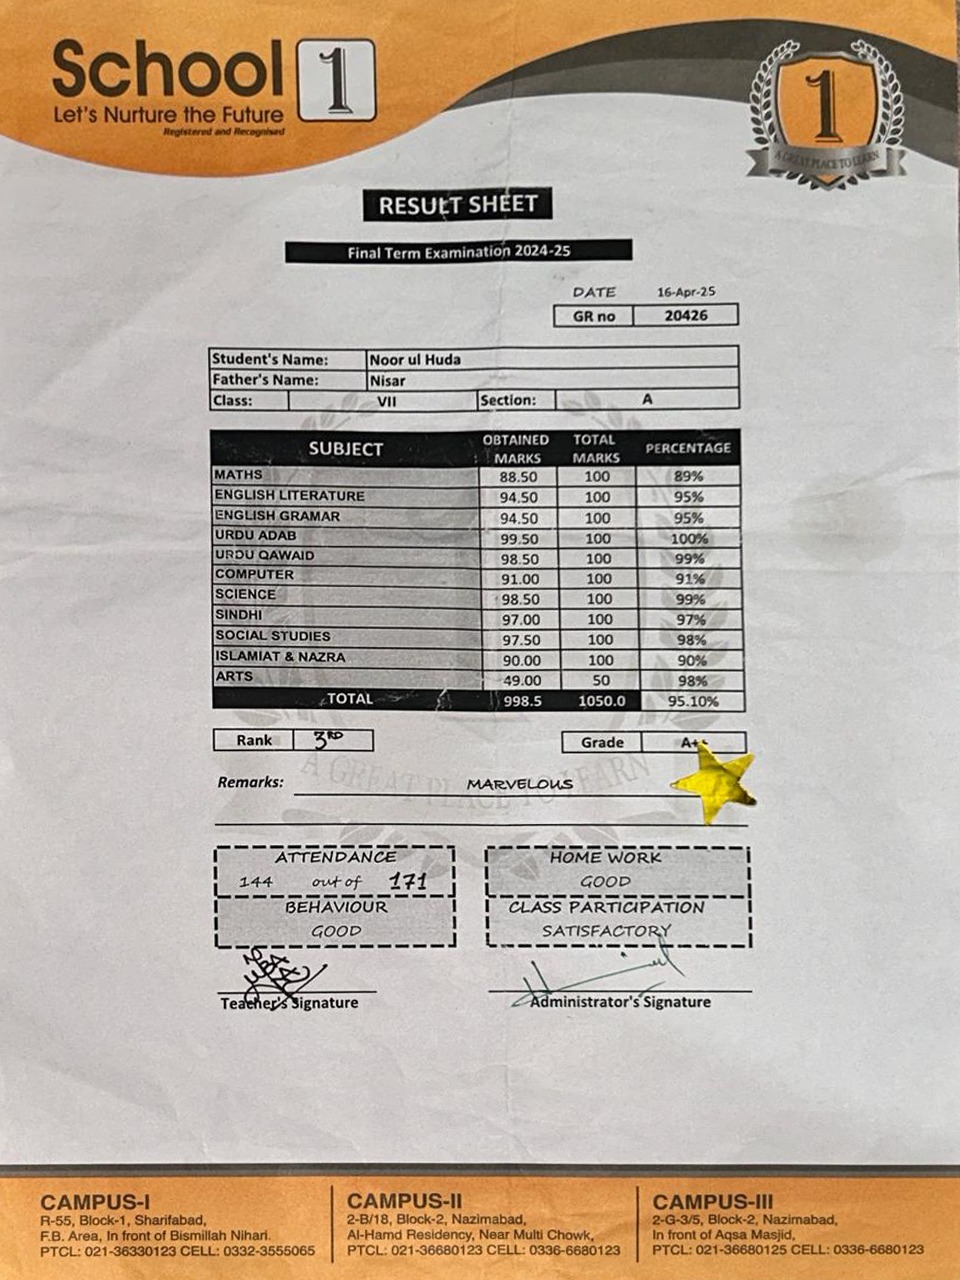 School 1
Let's Nurture the Future
Registered and Recognised
1
A GREAT PLACE TO LEARN
RESULT SHEET
Final Term Examination 2024-25
DATE 16-Apr-25
GR no 20426
Student's Name: Noor ul Huda
Father's Name: Nisar
Class: VII Section: A
SUBJECT OBTAINED MARKS TOTAL MARKS PERCENTAGE
MATHS 88.50 100 89%
ENGLISH LITERATURE 94.50 100 95%
ENGLISH GRAMAR 94.50 100 95%
URDU ADAB 99.50 100 100%
URDU QAWAID 98.50 100 99%
COMPUTER 91.00 100 91%
SCIENCE 98.50 100 99%
SINDHI 97.00 100 97%
SOCIAL STUDIES 97.50 100 98%
ISLAMIAT & NAZRA 90.00 100 90%
ARTS 49.00 50 98%
TOTAL 998.5 1050.0 95.10%
Rank 3RD Grade A++
A GREAT PLACE TO LEARN
Remarks: MARVELOUS
ATTENDANCE
144 out of 171
BEHAVIOUR
GOOD
HOME WORK
GOOD
CLASS PARTICIPATION
SATISFACTORY
Teacher's Signature
Administrator's Signature
CAMPUS-I
R-55, Block-1, Sharifabad,
F.B. Area, In front of Bismillah Nihari.
PTCL: 021-36330123 CELL: 0332-3555065
CAMPUS-II
2-B/18, Block-2, Nazimabad,
Al-Hamd Residency, Near Multi Chowk,
PTCL: 021-36680123 CELL: 0336-6680123
CAMPUS-III
2-G-3/5, Block-2, Nazimabad,
In front of Aqsa Masjid,
PTCL: 021-36680125 CELL: 0336-6680123